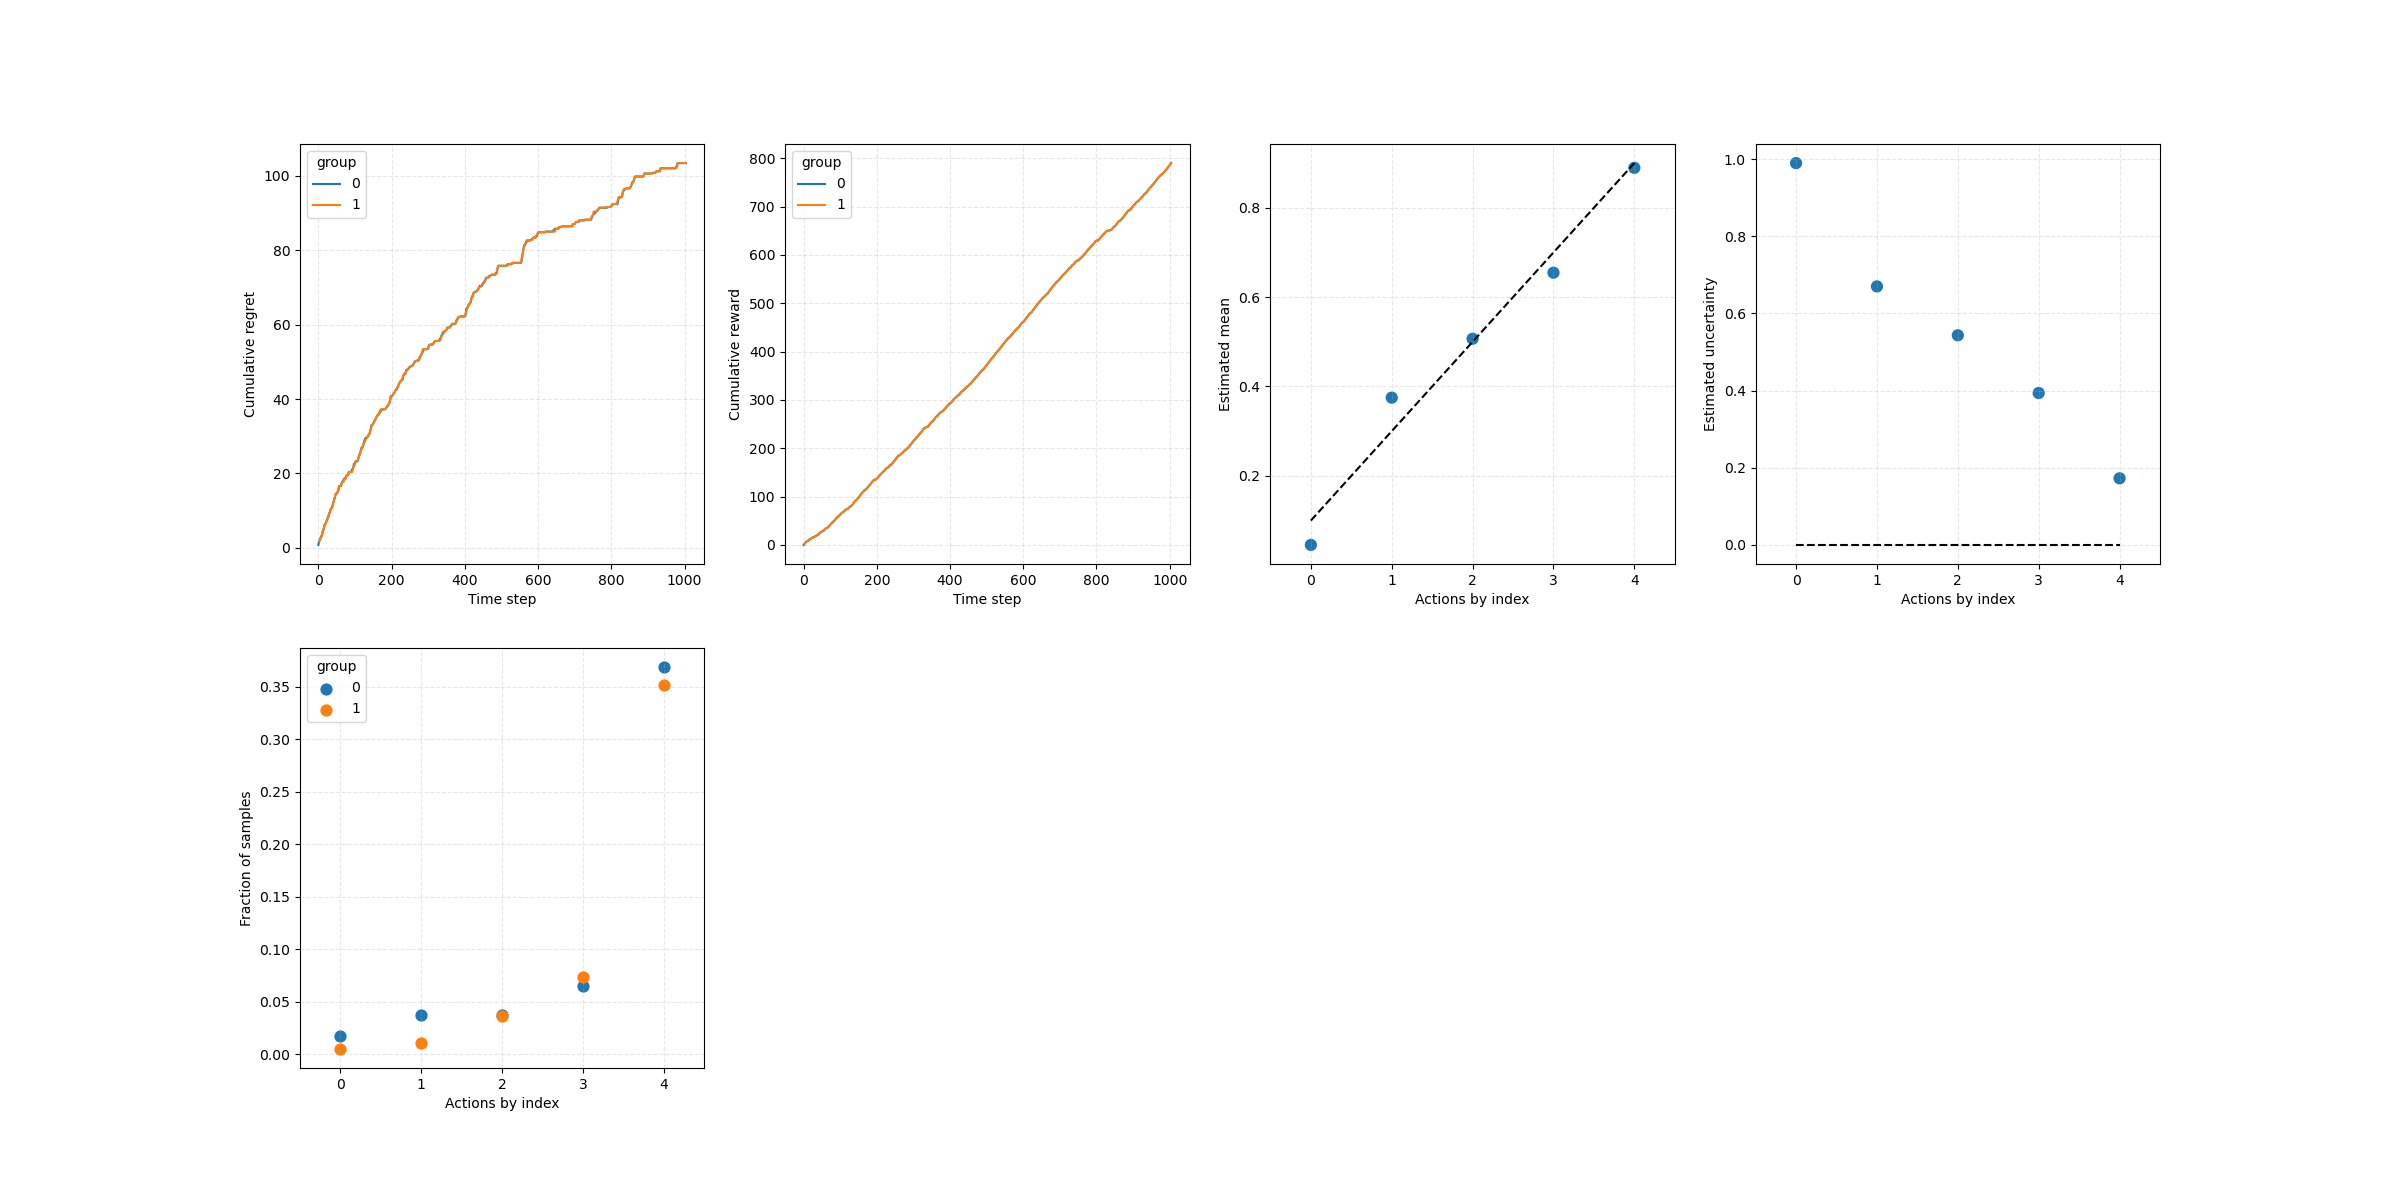 group
0
1
100
80
60
40
20
0
Cumulative regret
0 200 400 600 800 1000
Time step
group
0
1
800
700
600
500
400
300
200
100
0
Cumulative reward
0 200 400 600 800 1000
Time step
0.8
0.6
0.4
0.2
Estimated mean
0 1 2 3 4
Actions by index
1.0
0.8
0.6
0.4
0.2
0.0
Estimated uncertainty
0 1 2 3 4
Actions by index
group
0
1
0.35
0.30
0.25
0.20
0.15
0.10
0.05
0.00
Fraction of samples
0 1 2 3 4
Actions by index